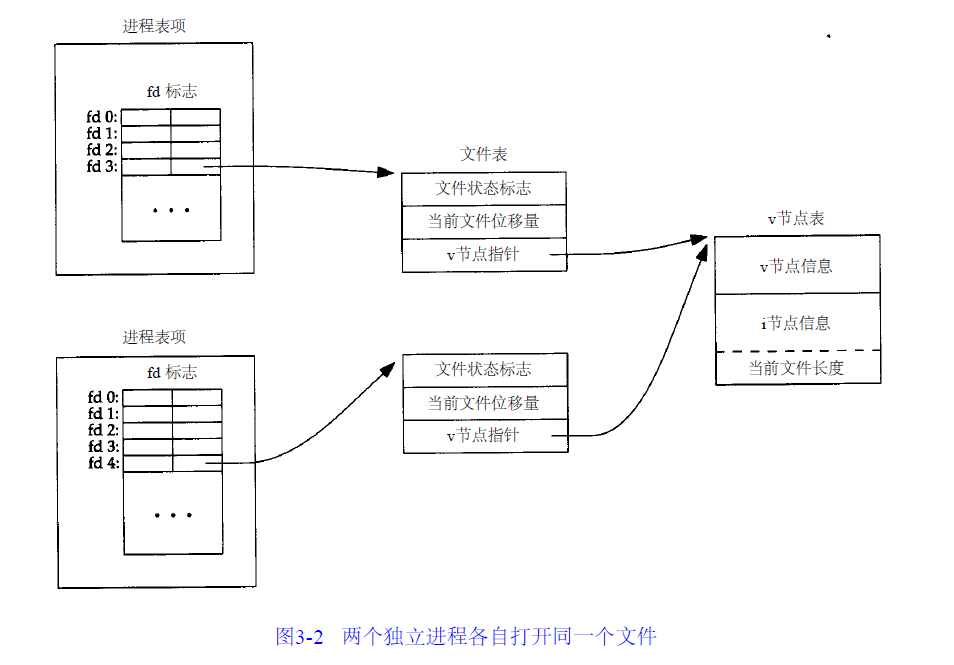 进程表项
fd 标志
fd 0:
fd 1:
fd 2:
fd 3:
• • •
文件表
文件状态标志
当前文件位移量
v节点指针
v节点表
v节点信息
i节点信息
当前文件长度
进程表项
fd 标志
fd 0:
fd 1:
fd 2:
fd 3:
fd 4:
• • •
文件状态标志
当前文件位移量
v节点指针
图3-2 两个独立进程各自打开同一个文件